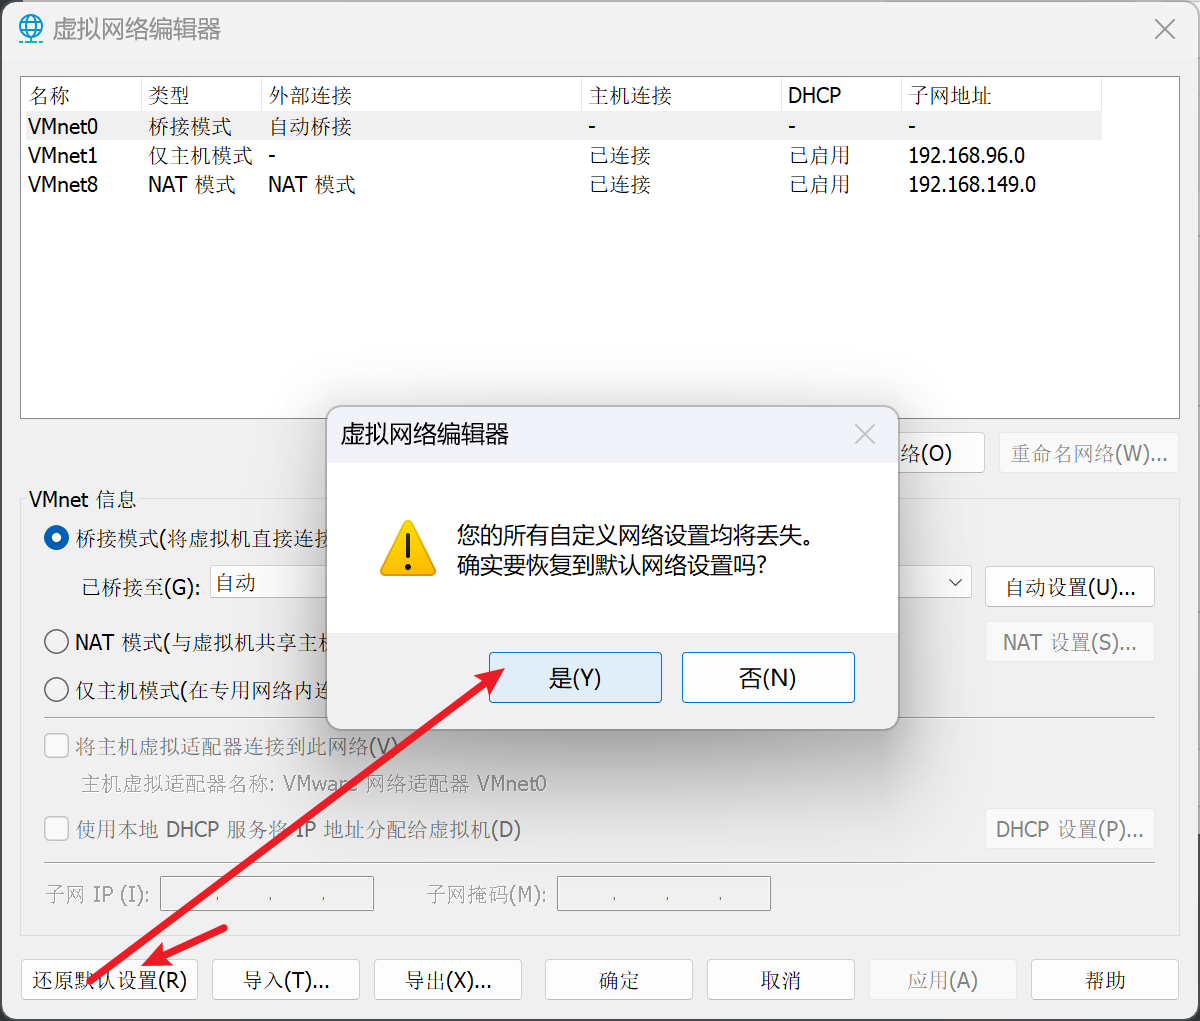 虚拟网络编辑器
名称 类型 外部连接 主机连接 DHCP 子网地址
VMnet0 桥接模式 自动桥接 - - -
VMnet1 仅主机模式 - 已连接 已启用 192.168.96.0
VMnet8 NAT 模式 NAT 模式 已连接 已启用 192.168.149.0
络(O) 重命名网络(W)...
VMnet 信息
桥接模式(将虚拟机直接连接
已桥接至(G): 自动 自动设置(U)...
NAT 模式(与虚拟机共享主机 NAT 设置(S)...
仅主机模式(在专用网络内连
将主机虚拟适配器连接到此网络(V)
主机虚拟适配器名称: VMware 网络适配器 VMnet0
使用本地 DHCP 服务将 IP 地址分配给虚拟机(D) DHCP 设置(P)...
子网 IP (I): . . . 子网掩码(M): . . .
还原默认设置(R) 导入(T)... 导出(X)... 确定 取消 应用(A) 帮助
虚拟网络编辑器
您的所有自定义网络设置均将丢失。
确实要恢复到默认网络设置吗?
是(Y) 否(N)